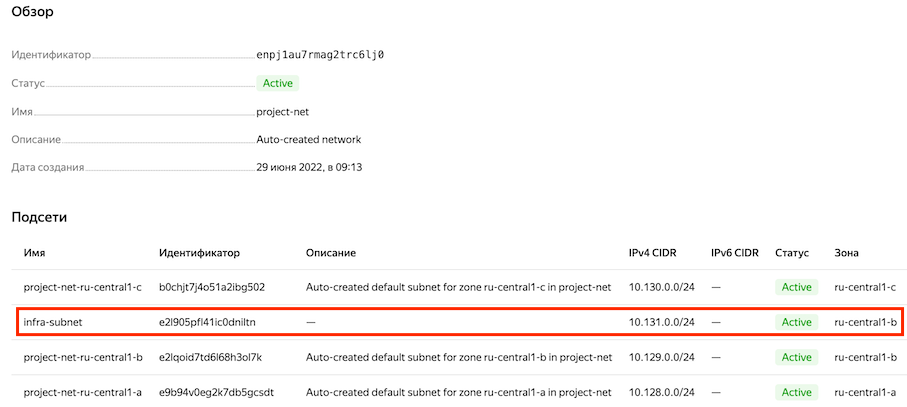 Обзор
Идентификатор enpj1au7rmag2trc6lj0
Статус Active
Имя project-net
Описание Auto-created network
Дата создания 29 июня 2022, в 09:13
Подсети
Имя Идентификатор Описание IPv4 CIDR IPv6 CIDR Статус Зона
project-net-ru-central1-c b0chjt7j4o51a2ibg502 Auto-created default subnet for zone ru-central1-c in project-net 10.130.0.0/24 — Active ru-central1-c
infra-subnet e2l905pfl41ic0dniltn — 10.131.0.0/24 — Active ru-central1-b
project-net-ru-central1-b e2lqoid7td6l68h3ol7k Auto-created default subnet for zone ru-central1-b in project-net 10.129.0.0/24 — Active ru-central1-b
project-net-ru-central1-a e9b94v0eg2k7db5gcsdt Auto-created default subnet for zone ru-central1-a in project-net 10.128.0.0/24 — Active ru-central1-a